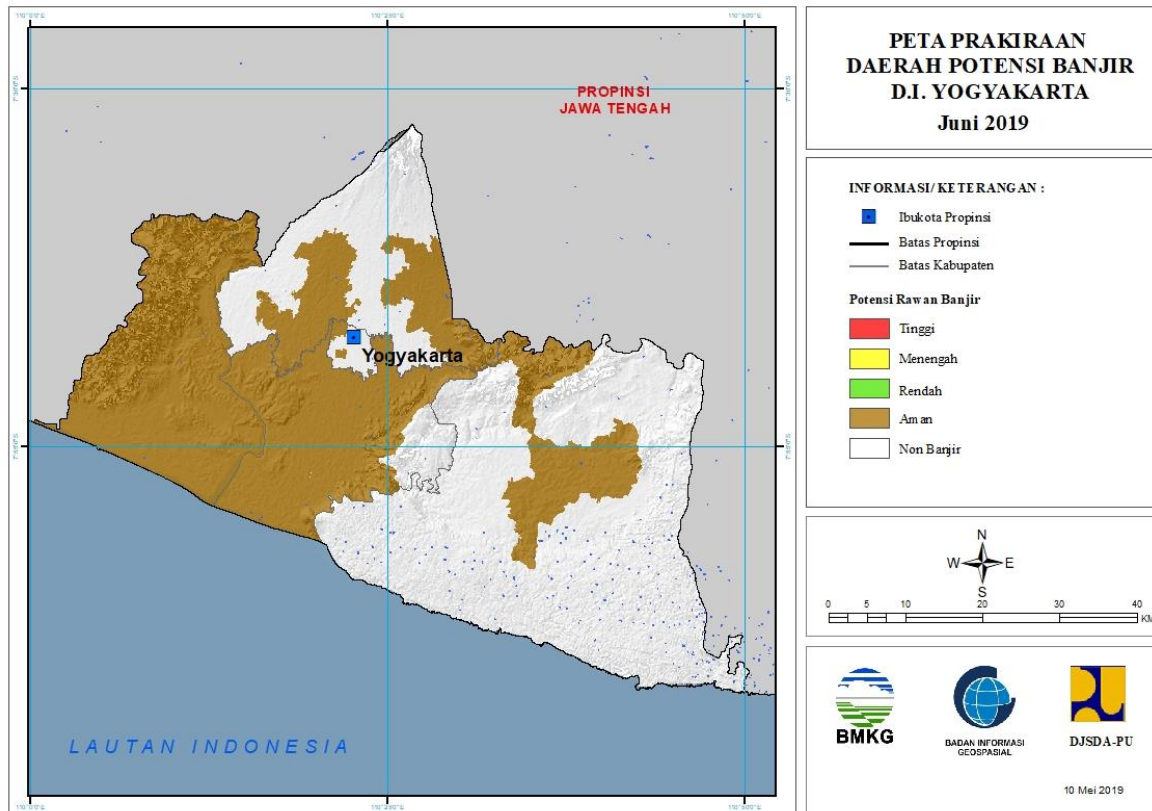 PETA PRAKIRAAN
DAERAH POTENSI BANJIR
D.I. YOGYAKARTA
Juni 2019
PROPINSI
JAWA TENGAH
Yogyakarta
LAUTAN INDONESIA
INFORMASI/ KETERANGAN :
Ibukota Propinsi
Batas Propinsi
Batas Kabupaten
Potensi Rawan Banjir
Tinggi
Menengah
Rendah
Aman
Non Banjir
N
W E
S
0 5 10 20 30 40
KM
BMKG
BADAN INFORMASI
GEOSPASIAL
DJSDA-PU
10 Mei 2019